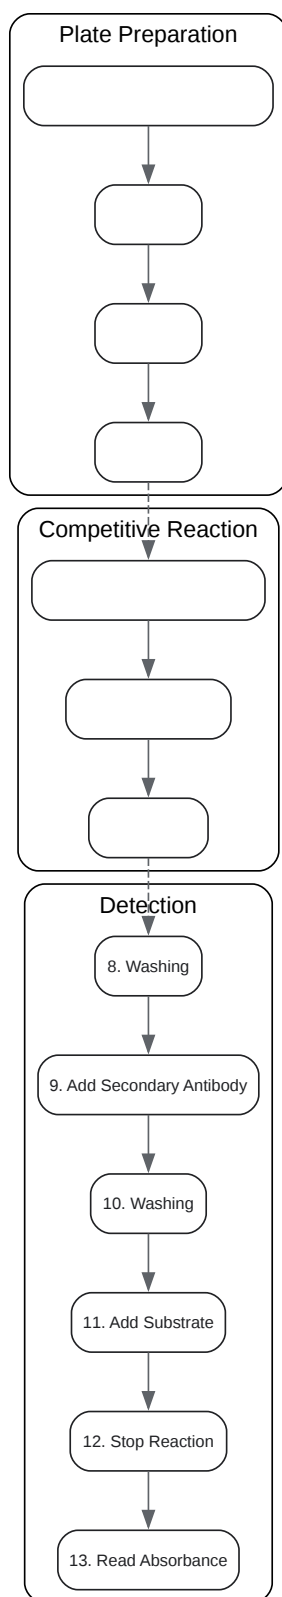 Plate Preparation
Competitive Reaction
Detection
8. Washing
9. Add Secondary Antibody
10. Washing
11. Add Substrate
12. Stop Reaction
13. Read Absorbance